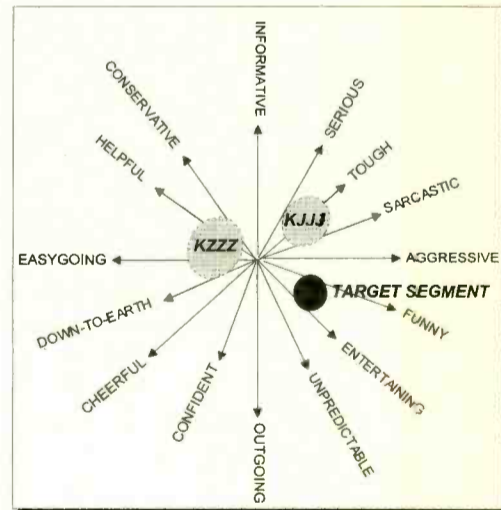 INFORMATIVE
CONSERVATIVE
SERIOUS
HELPFUL
TOUGH
SARCASTIC
KZZZ
KJJJ
EASYGOING
AGGRESSIVE
TARGET SEGMENT
DOWN-TO-EARTH
FUNNY
CHEERFUL
ENTERTAINING
CONFIDENT
UNPREDICTABLE
OUTGOING